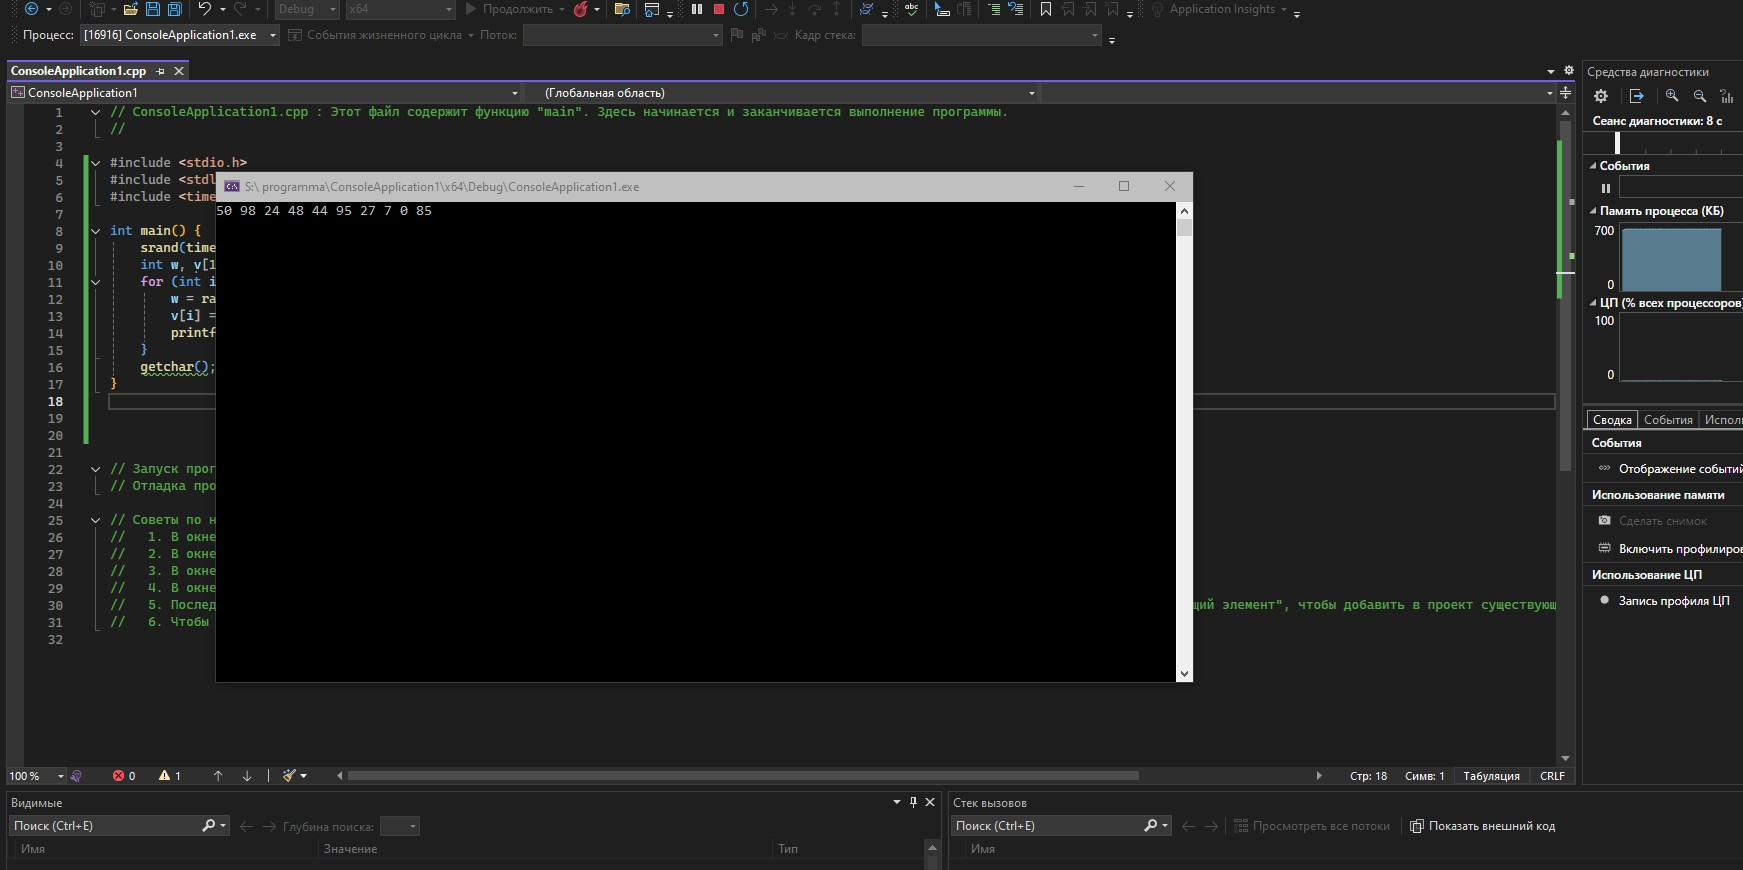 Debug x64 Продолжить Application Insights
Процесс: [16916] ConsoleApplication1.exe События жизненного цикла Поток: Кадр стека:
ConsoleApplication1.cpp
ConsoleApplication1 (Глобальная область)
1 // ConsoleApplication1.cpp : Этот файл содержит функцию "main". Здесь начинается и заканчивается выполнение программы.
2 //
3
4 #include <stdio.h>
5 #include <stdl
6 #include <time
7
8 int main() {
9 srand(time
10 int w, v[1
11 for (int i
12 w = ra
13 v[i] =
14 printf
15 }
16 getchar();
17 }
18
19
20
21
22 // Запуск прог
23 // Отладка про
24
25 // Советы по н
26 // 1. В окне
27 // 2. В окне
28 // 3. В окне
29 // 4. В окне
30 // 5. Послед щий элемент", чтобы добавить в проект существующ
31 // 6. Чтобы
32
S:\ programma\ConsoleApplication1\x64\Debug\ConsoleApplication1.exe
50 98 24 48 44 95 27 7 0 85
100 % 0 1 Стр: 18 Симв: 1 Табуляция CRLF
Средства диагностики
Сеанс диагностики: 8 с
События
Память процесса (КБ)
700
0
ЦП (% всех процессоров)
100
0
Сводка События Испол
События
Отображение событий
Использование памяти
Сделать снимок
Включить профилиров
Использование ЦП
Запись профиля ЦП
Видимые
Поиск (Ctrl+E) Глубина поиска:
Имя Значение Тип
Стек вызовов
Поиск (Ctrl+E) Просмотреть все потоки Показать внешний код
Имя